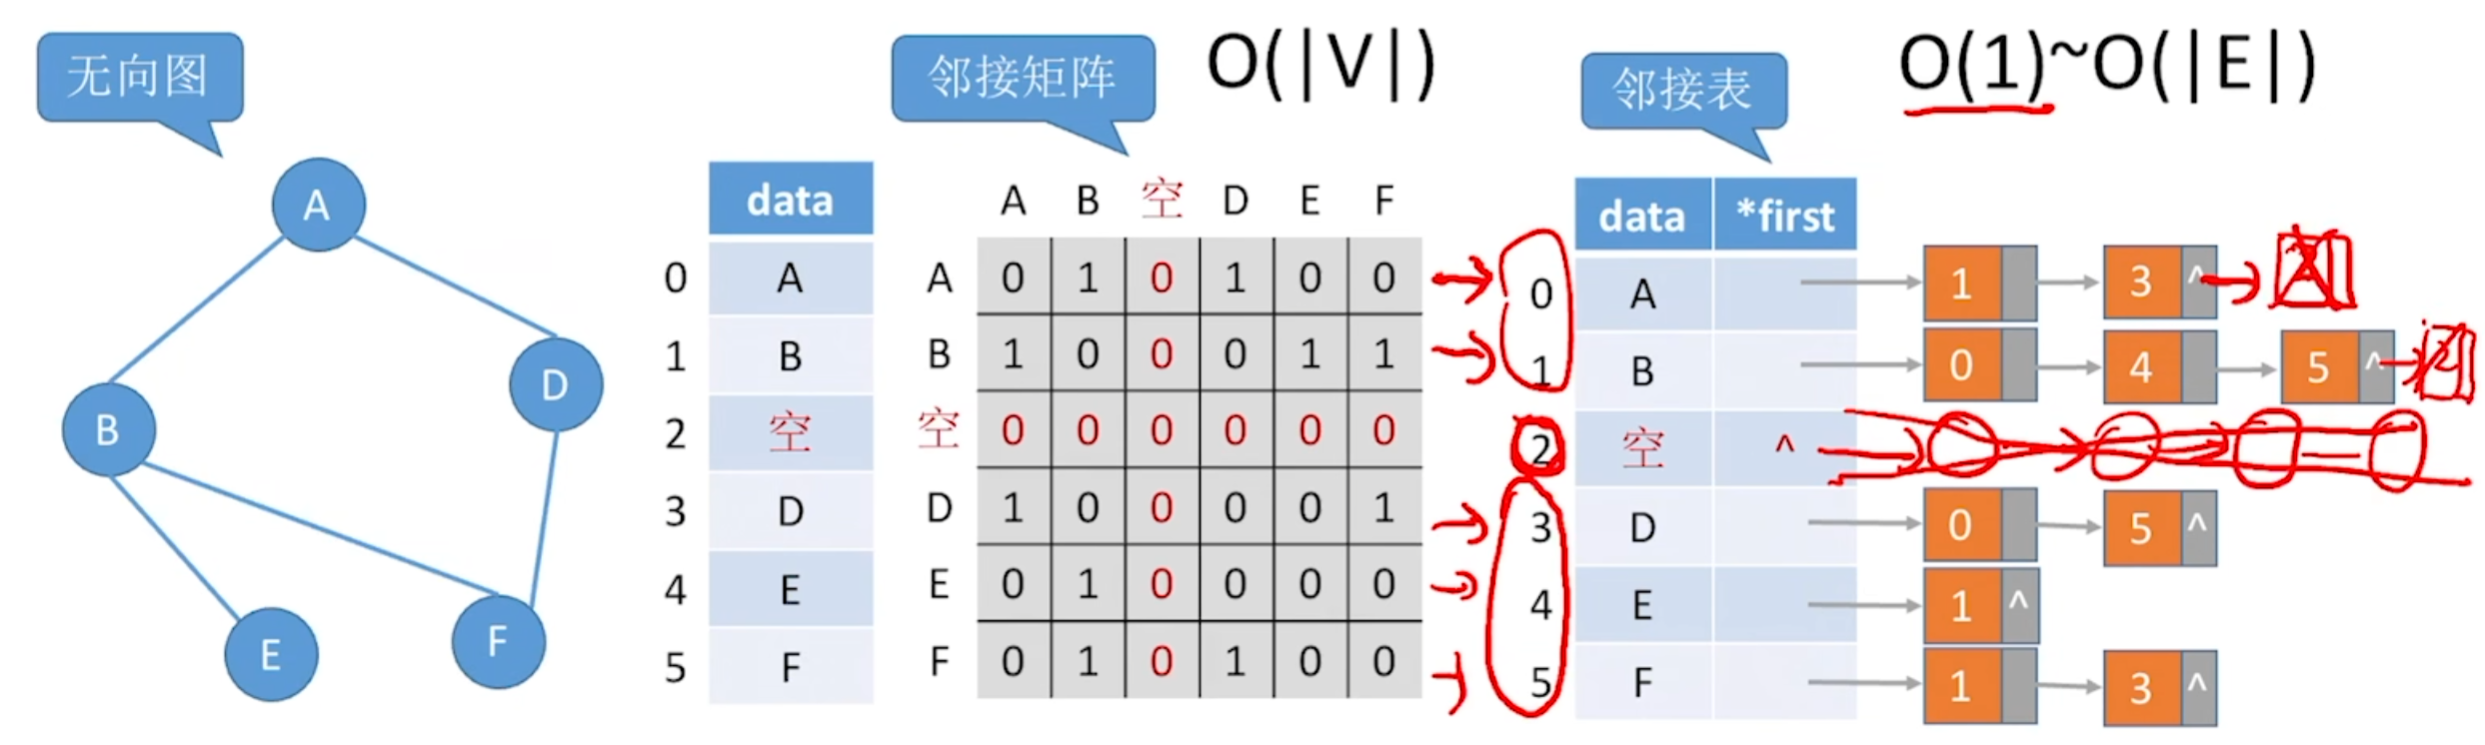 无向图
A
B
D
E
F
data
0 A
1 B
2 空
3 D
4 E
5 F
邻接矩阵
O(|V|)
A B 空 D E F
A 0 1 0 1 0 0
B 1 0 0 0 1 1
空 0 0 0 0 0 0
D 1 0 0 0 0 1
E 0 1 0 0 0 0
F 0 1 0 1 0 0
邻接表
O(1)~O(|E|)
data *first
0 A 1 3 ^
1 B 0 4 5 ^
2 空 ^
3 D 0 5 ^
4 E 1 ^
5 F 1 3 ^